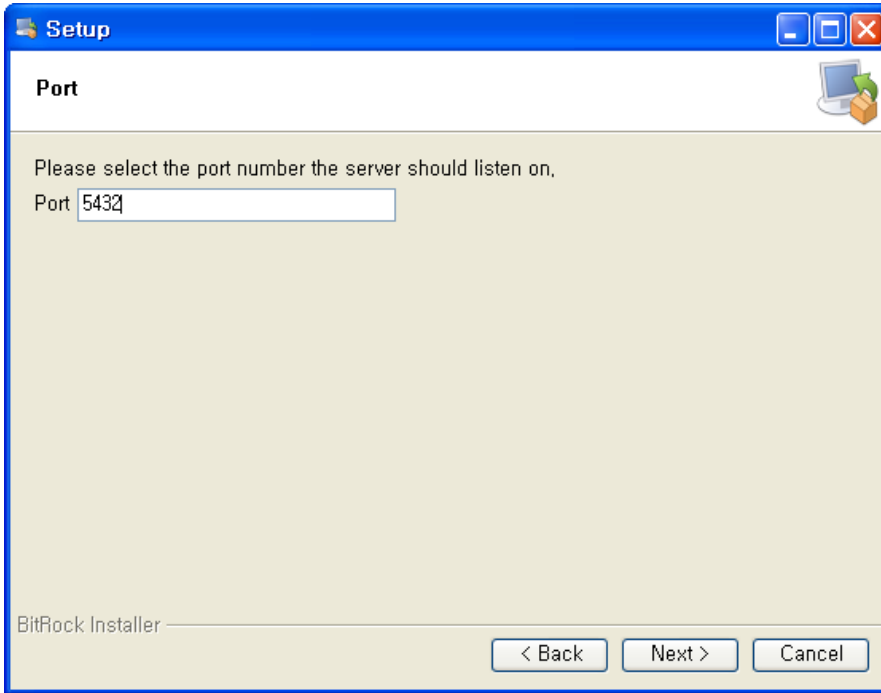 Setup
Port
Please select the port number the server should listen on,
Port 5432
BitRock Installer
< Back Next > Cancel